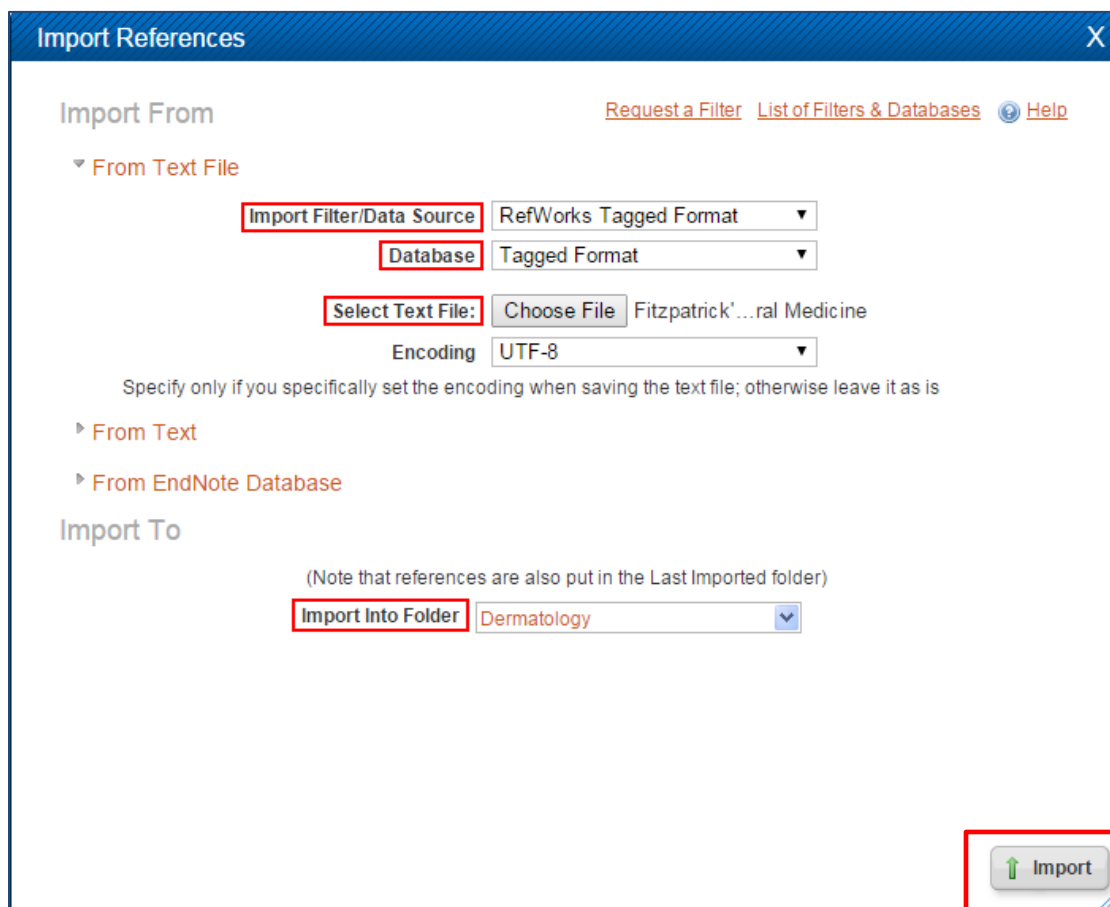 Import References X
Import From Request a Filter List of Filters & Databases ? Help
From Text File
Import Filter/Data Source RefWorks Tagged Format
Database Tagged Format
Select Text File: Choose File Fitzpatrick'...ral Medicine
Encoding UTF-8
Specify only if you specifically set the encoding when saving the text file; otherwise leave it as is
From Text
From EndNote Database
Import To
(Note that references are also put in the Last Imported folder)
Import Into Folder Dermatology
Import